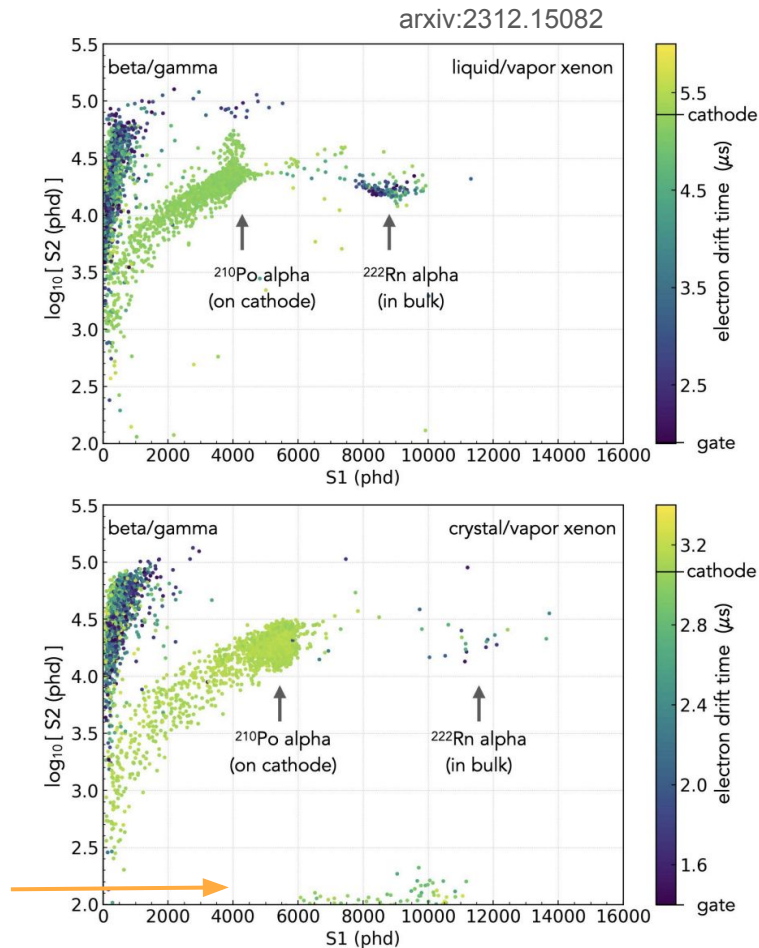 arxiv:2312.15082
beta/gamma
liquid/vapor xenon
5.5
5.0
4.5
4.0
3.5
3.0
2.5
2.0
log₁₀[ S2 (phd) ]
²¹⁰Po alpha
(on cathode)
²²²Rn alpha
(in bulk)
0 2000 4000 6000 8000 10000 12000 14000 16000
S1 (phd)
5.5
cathode
4.5
3.5
2.5
gate
electron drift time (μs)
beta/gamma
crystal/vapor xenon
5.5
5.0
4.5
4.0
3.5
3.0
2.5
2.0
log₁₀[ S2 (phd) ]
²¹⁰Po alpha
(on cathode)
²²²Rn alpha
(in bulk)
0 2000 4000 6000 8000 10000 12000 14000 16000
S1 (phd)
3.2
cathode
2.8
2.4
2.0
1.6
gate
electron drift time (μs)